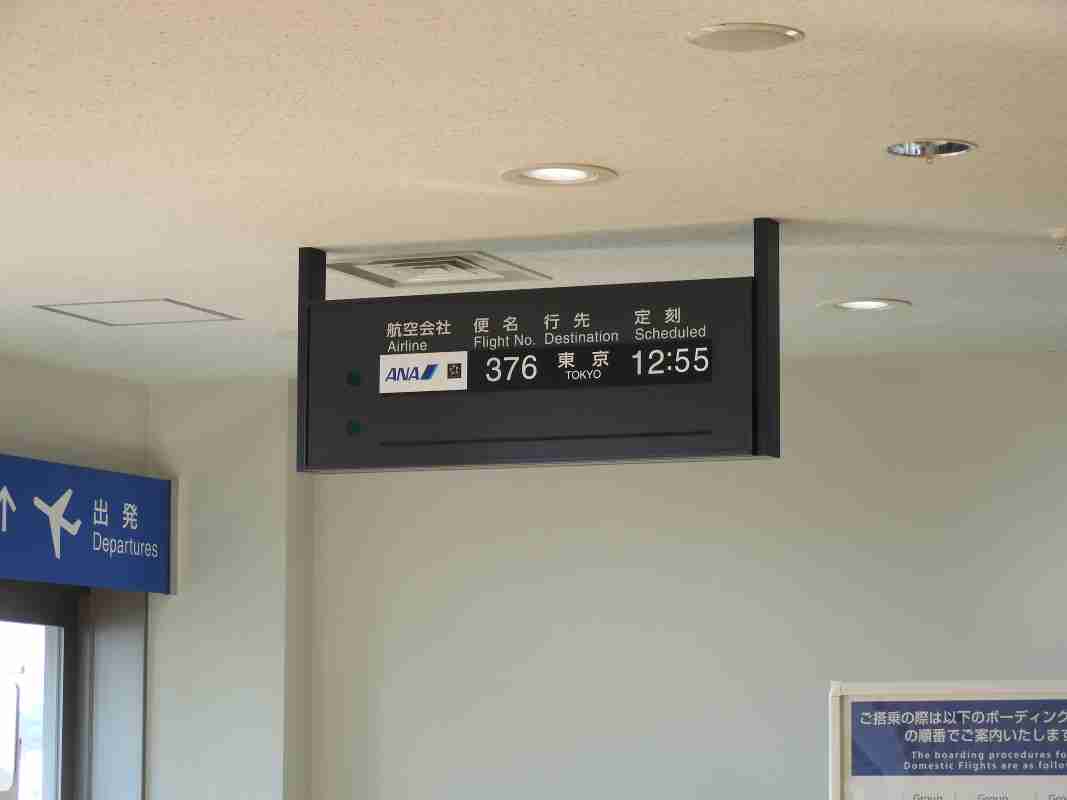 航空会社 便名 行先 定刻
Airline Flight No. Destination Scheduled
ANA 376 東京 12:55
TOKYO
出発
Departures
ご搭乗の際は以下のボーディング
の順番でご案内いたします
The boarding procedures
Domestic Flights are as
Group Group